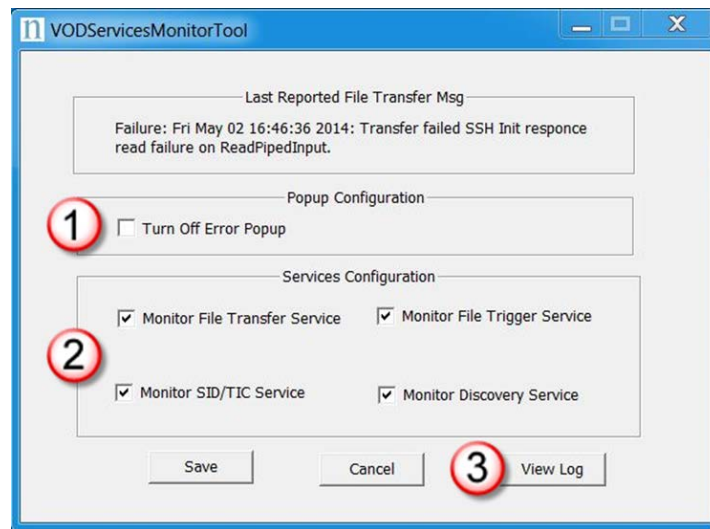 n VODServicesMonitorTool
X
Last Reported File Transfer Msg
Failure: Fri May 02 16:46:36 2014: Transfer failed SSH Init responce
read failure on ReadPipedInput.
Popup Configuration
1 Turn Off Error Popup
Services Configuration
Monitor File Transfer Service Monitor File Trigger Service
2
Monitor SID/TIC Service Monitor Discovery Service
Save Cancel 3 View Log